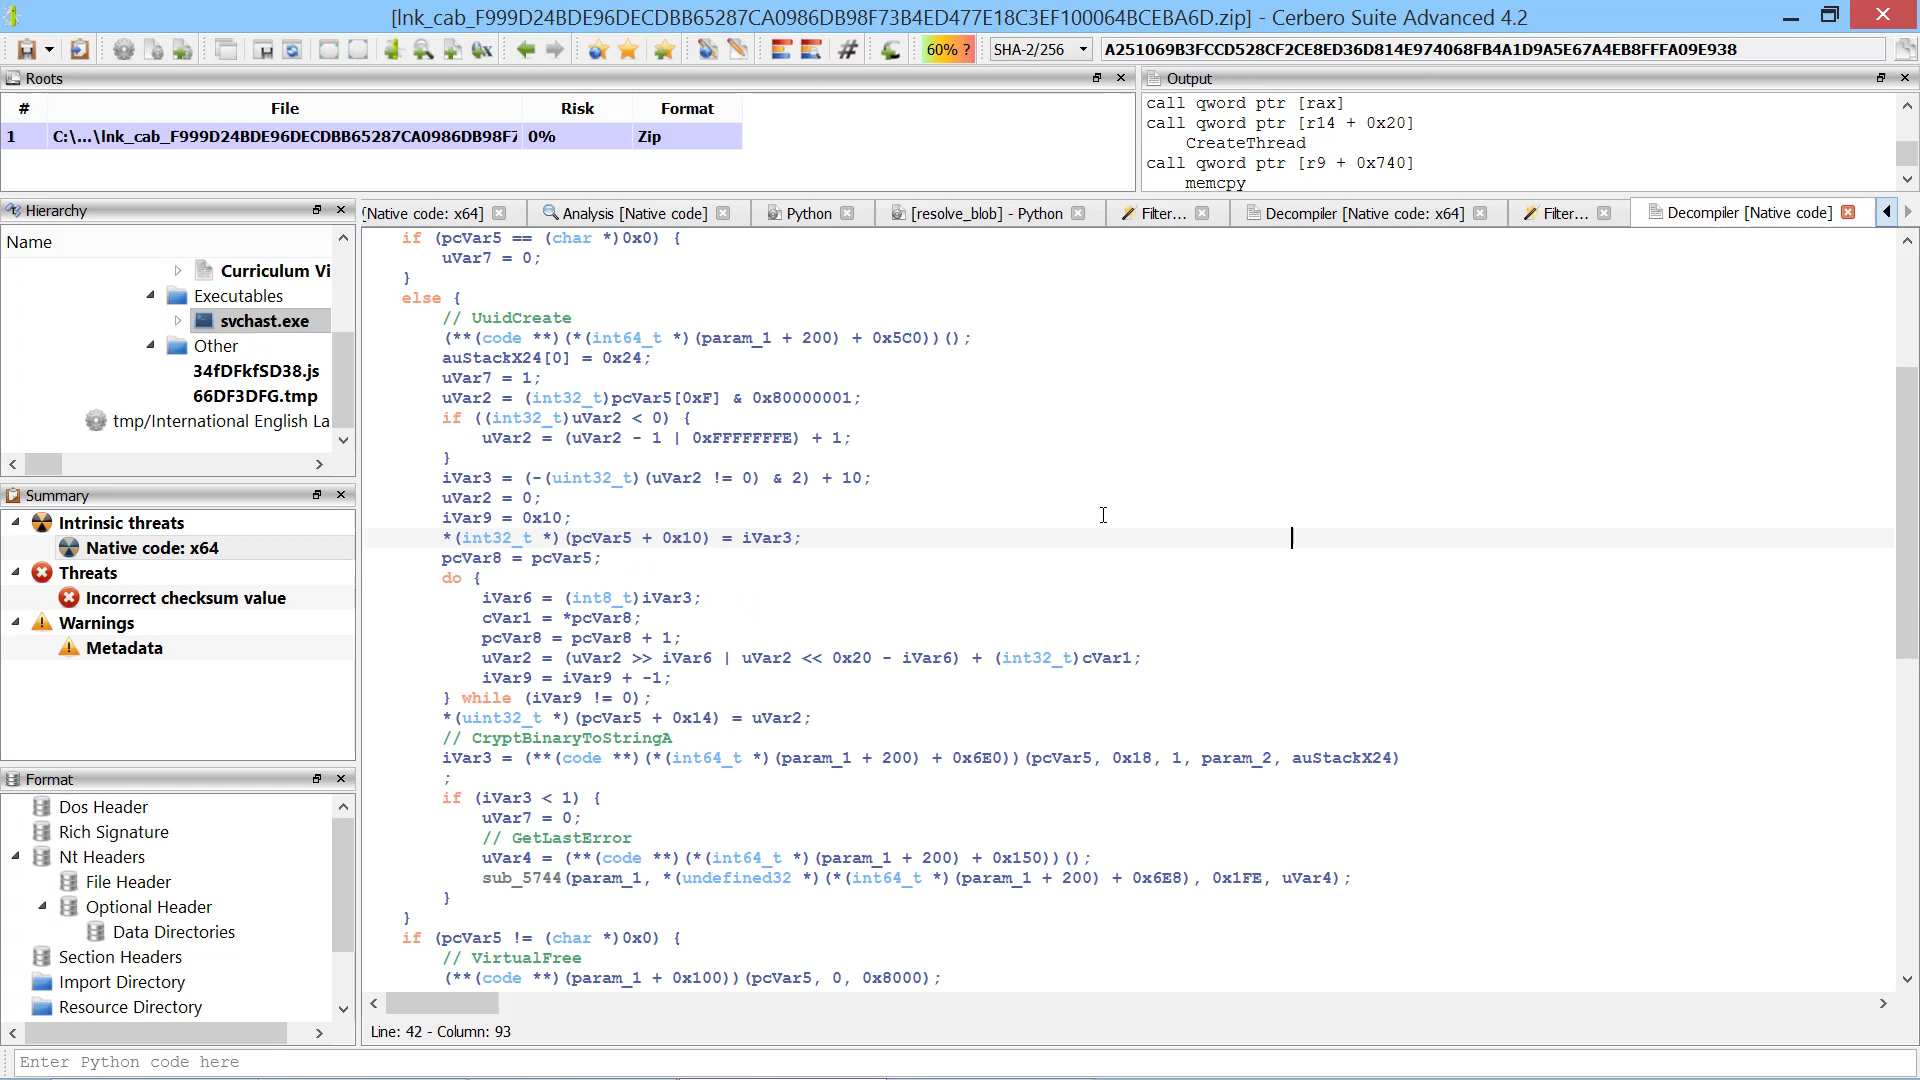 [lnk_cab_F999D24BDE96DECDBB65287CA0986DB98F73B4ED477E18C3EF100064BCEBA6D.zip] - Cerbero Suite Advanced 4.2
60% ?
SHA-2/256
A251069B3FCCD528CF2CE8ED36D814E974068FB4A1D9A5E67A4EB8FFFA09E938
Roots
# File Risk Format
1 C:\...\lnk_cab_F999D24BDE96DECDBB65287CA0986DB98F7 0% Zip
Output
call qword ptr [rax]
call qword ptr [r14 + 0x20]
CreateThread
call qword ptr [r9 + 0x740]
memcpy
Hierarchy
Name
Curriculum Vi
Executables
svchast.exe
Other
34fDFkfSD38.js
66DF3DFG.tmp
tmp/International English La
Summary
Intrinsic threats
Native code: x64
Threats
Incorrect checksum value
Warnings
Metadata
Format
Dos Header
Rich Signature
Nt Headers
File Header
Optional Header
Data Directories
Section Headers
Import Directory
Resource Directory
[Native code: x64]
Analysis [Native code]
Python
[resolve_blob] - Python
Filter...
Decompiler [Native code: x64]
Filter...
Decompiler [Native code]
if (pcVar5 == (char *)0x0) {
uVar7 = 0;
}
else {
// UuidCreate
(**(code **)(*(int64_t *)(param_1 + 200) + 0x5C0))();
auStackX24[0] = 0x24;
uVar7 = 1;
uVar2 = (int32_t)pcVar5[0xF] & 0x80000001;
if ((int32_t)uVar2 < 0) {
uVar2 = (uVar2 - 1 | 0xFFFFFFFE) + 1;
}
iVar3 = (-(uint32_t)(uVar2 != 0) & 2) + 10;
uVar2 = 0;
iVar9 = 0x10;
*(int32_t *)(pcVar5 + 0x10) = iVar3;
pcVar8 = pcVar5;
do {
iVar6 = (int8_t)iVar3;
cVar1 = *pcVar8;
pcVar8 = pcVar8 + 1;
uVar2 = (uVar2 >> iVar6 | uVar2 << 0x20 - iVar6) + (int32_t)cVar1;
iVar9 = iVar9 + -1;
} while (iVar9 != 0);
*(uint32_t *)(pcVar5 + 0x14) = uVar2;
// CryptBinaryToStringA
iVar3 = (**(code **)(*(int64_t *)(param_1 + 200) + 0x6E0))(pcVar5, 0x18, 1, param_2, auStackX24)
;
if (iVar3 < 1) {
uVar7 = 0;
// GetLastError
uVar4 = (**(code **)(*(int64_t *)(param_1 + 200) + 0x150))();
sub_5744(param_1, *(undefined32 *)(*(int64_t *)(param_1 + 200) + 0x6E8), 0x1FE, uVar4);
}
}
if (pcVar5 != (char *)0x0) {
// VirtualFree
(**(code **)(param_1 + 0x100))(pcVar5, 0, 0x8000);
Line: 42 - Column: 93
Enter Python code here